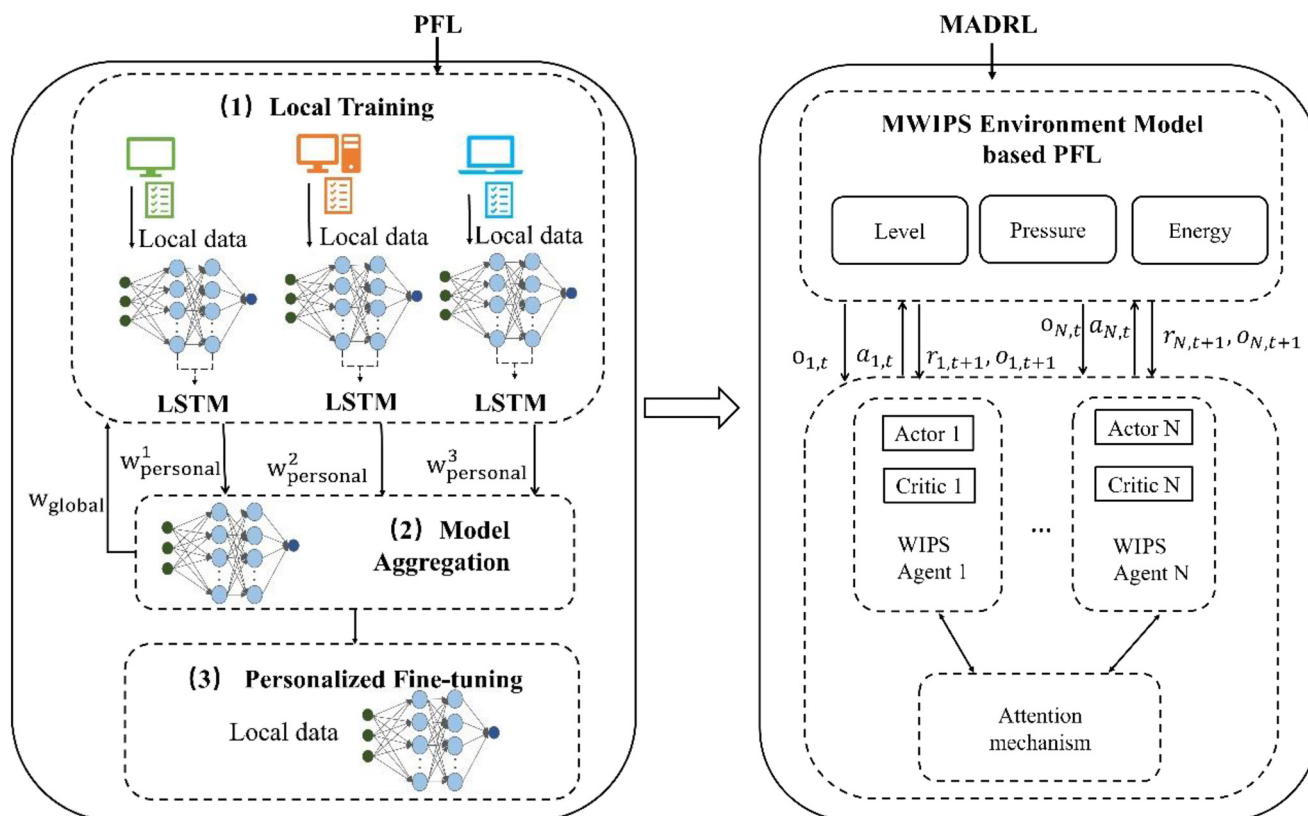 PFL
(1) Local Training
Local data
Local data
Local data
LSTM
LSTM
LSTM
w_global
w^1_personal
w^2_personal
w^3_personal
(2) Model
Aggregation
(3) Personalized Fine-tuning
Local data
MADRL
MWIPS Environment Model
based PFL
Level
Pressure
Energy
o_{1,t}
a_{1,t}
r_{1,t+1}, o_{1,t+1}
o_{N,t}
a_{N,t}
r_{N,t+1}, o_{N,t+1}
Actor 1
Critic 1
WIPS
Agent 1
...
Actor N
Critic N
WIPS
Agent N
Attention
mechanism